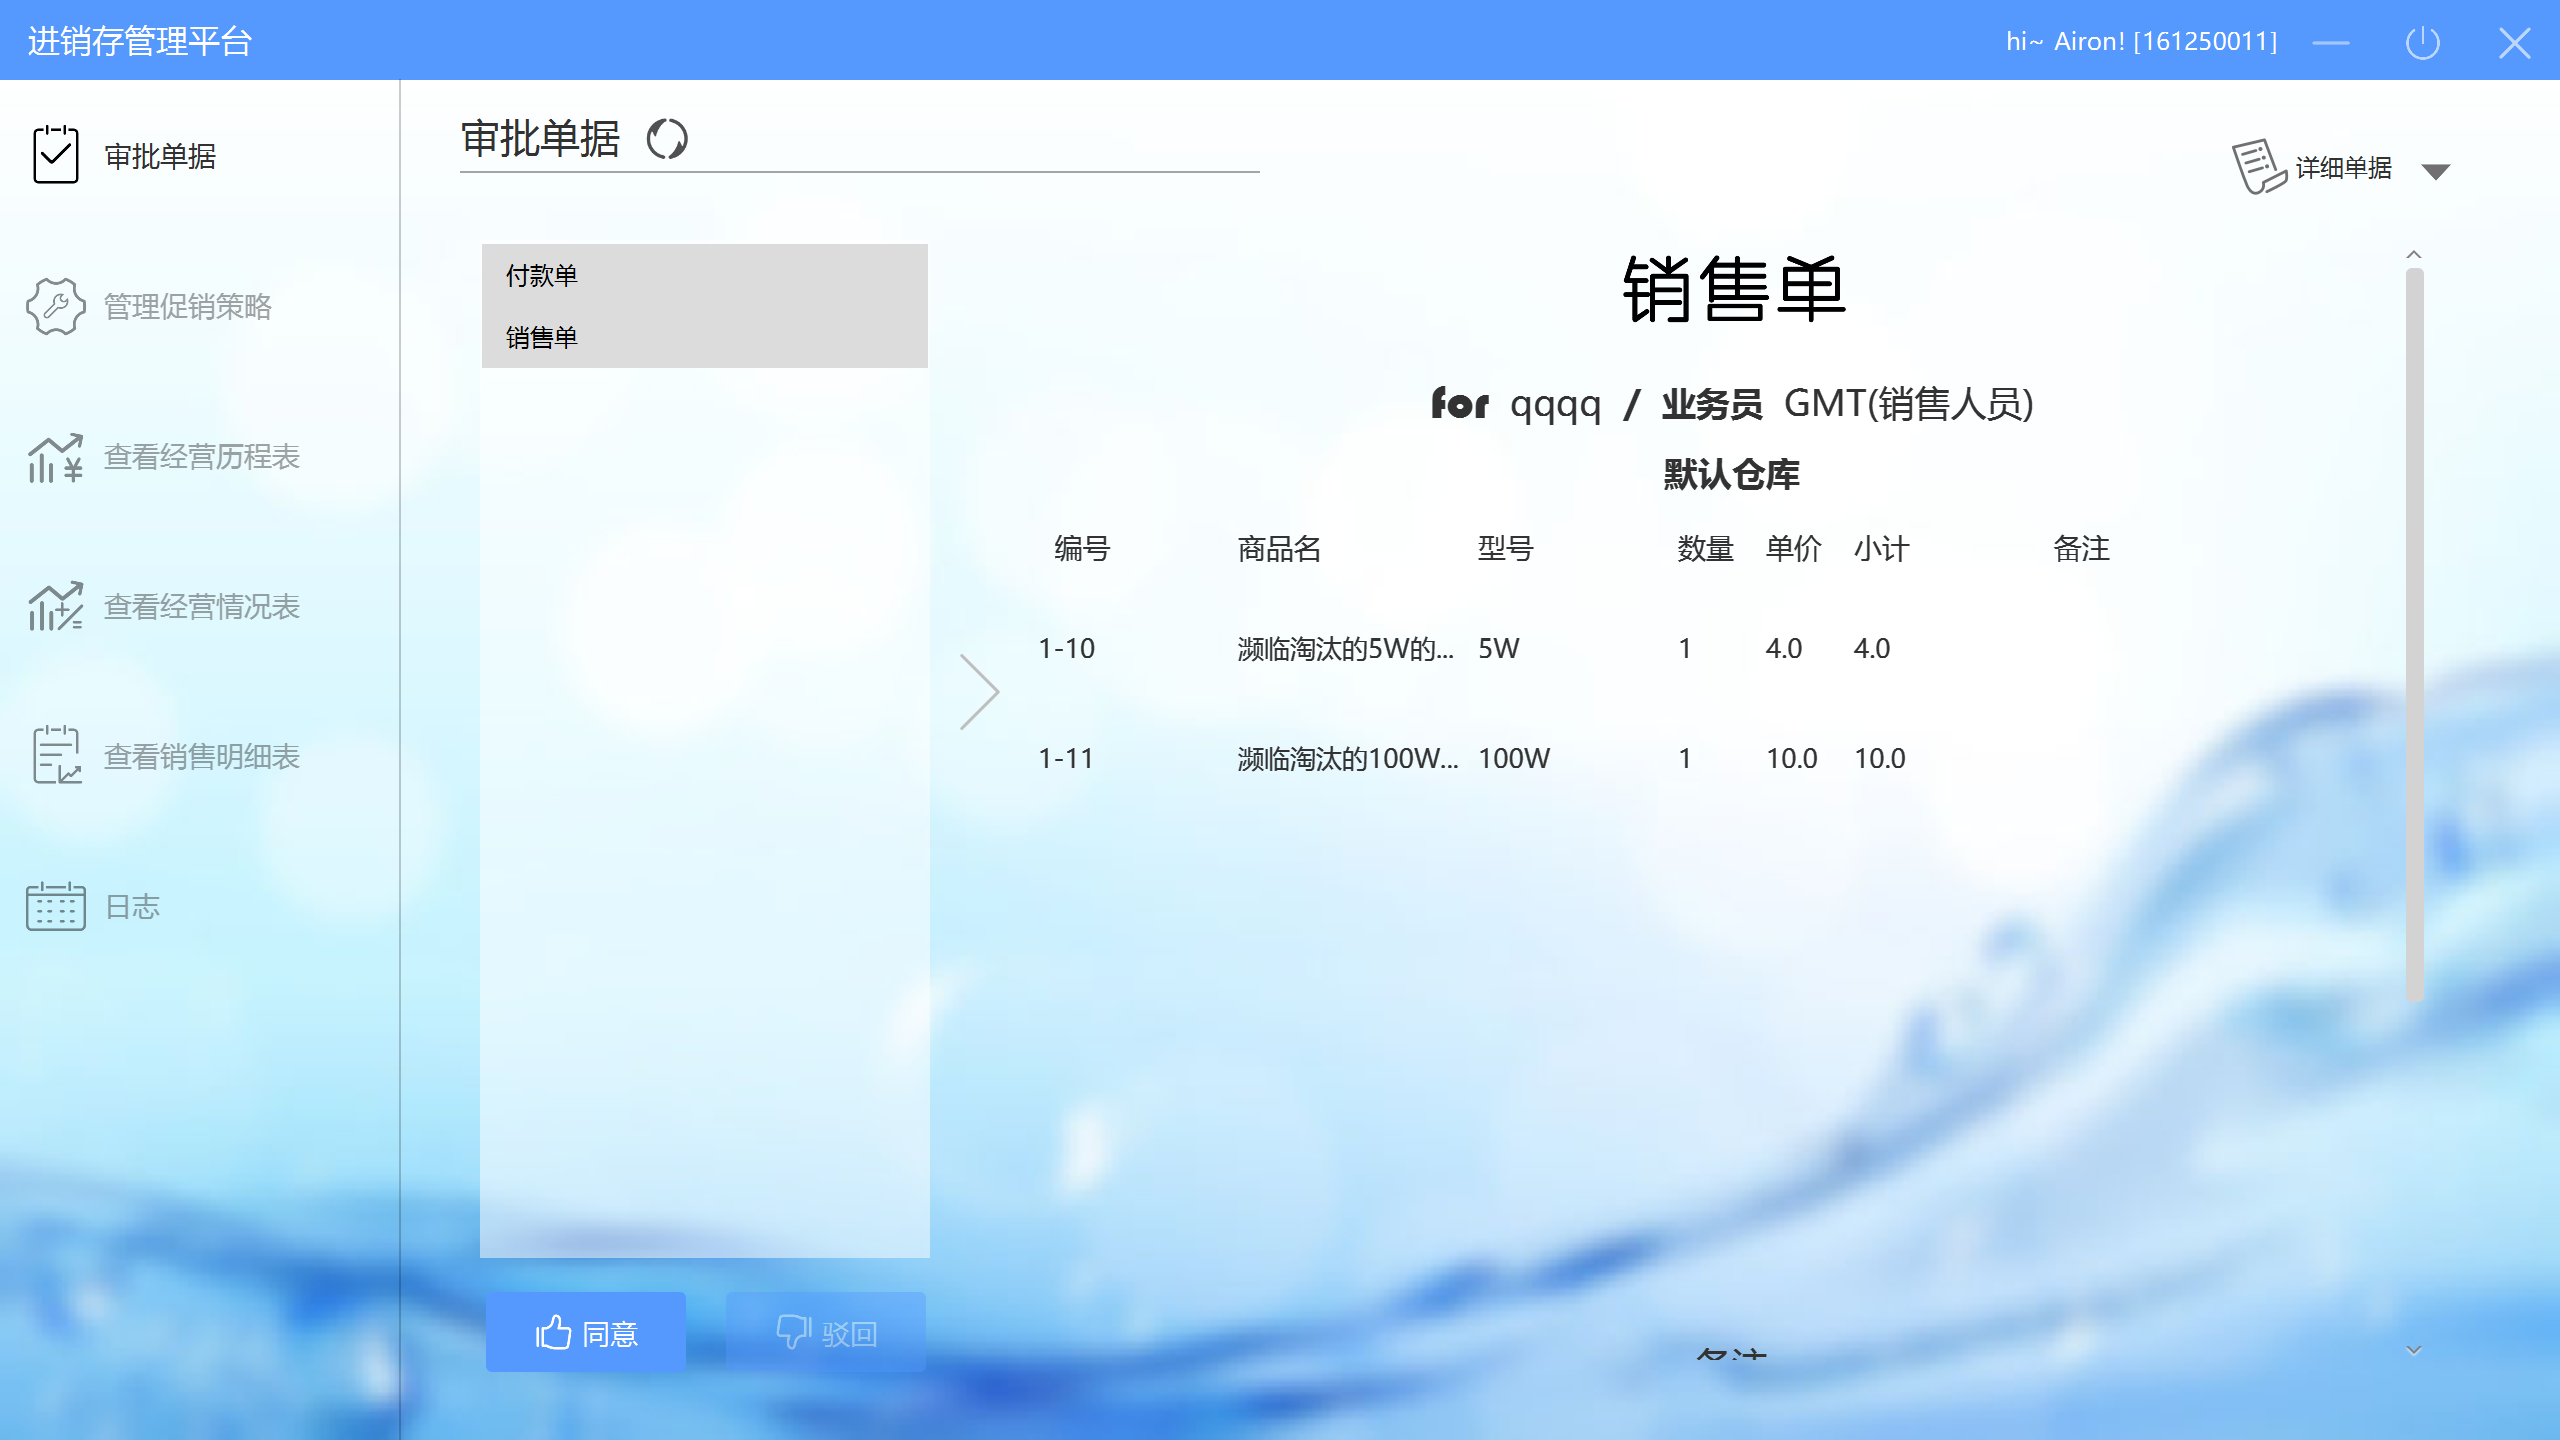 进销存管理平台
hi~ Airon! [161250011]
审批单据
管理促销策略
查看经营历程表
查看经营情况表
查看销售明细表
日志
审批单据
详细单据
付款单
销售单
同意
驳回
销售单
for qqqq / 业务员 GMT(销售人员)
默认仓库
编号 商品名 型号 数量 单价 小计 备注
1-10 濒临淘汰的5W的... 5W 1 4.0 4.0
1-11 濒临淘汰的100W... 100W 1 10.0 10.0
备注